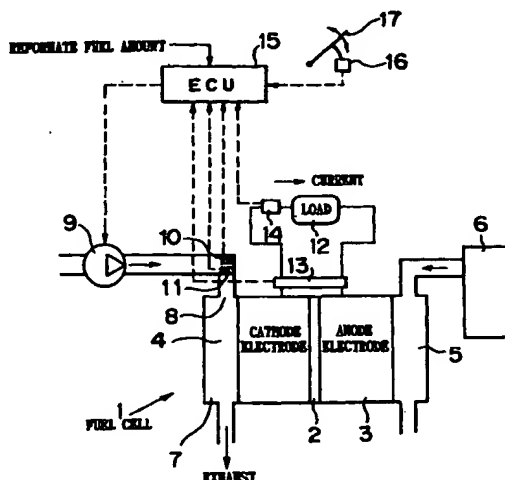 17
15
REFORMATE FUEL AMOUNT
16
ECU
CURRENT
9
10
14
LOAD
6
12
13
11
8
4
CATHODE
ELECTRODE
ANODE
ELECTRODE
5
1
FUEL CELL
7
2
3
EXHAUST